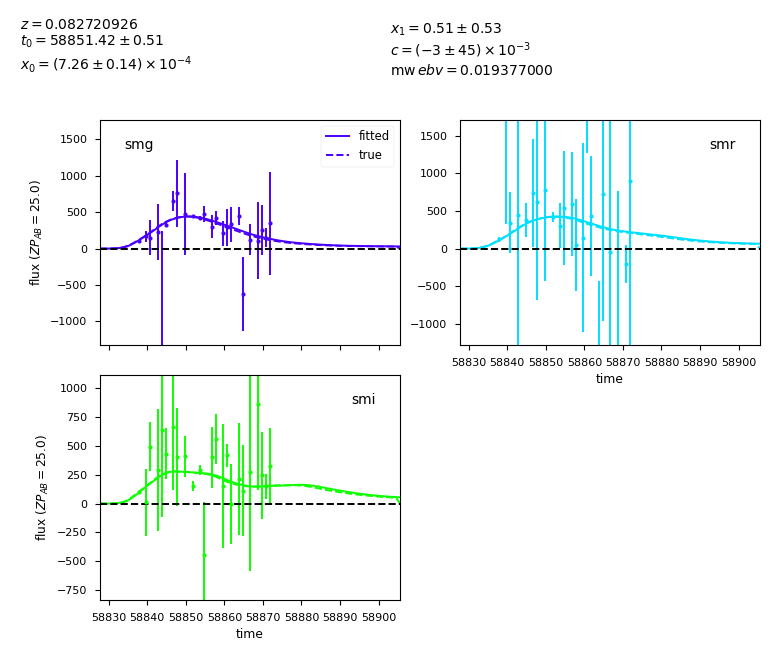 z = 0.082720926
t₀ = 58851.42 ± 0.51
x₀ = (7.26 ± 0.14) × 10⁻⁴
x₁ = 0.51 ± 0.53
c = (−3 ± 45) × 10⁻³
mw ebv = 0.019377000
smg
fitted
true
1500
1000
500
0
−500
−1000
flux (ZP_AB = 25.0)
smr
1500
1000
500
0
−500
−1000
58830 58840 58850 58860 58870 58880 58890 58900
time
smi
1000
750
500
250
0
−250
−500
−750
flux (ZP_AB = 25.0)
58830 58840 58850 58860 58870 58880 58890 58900
time